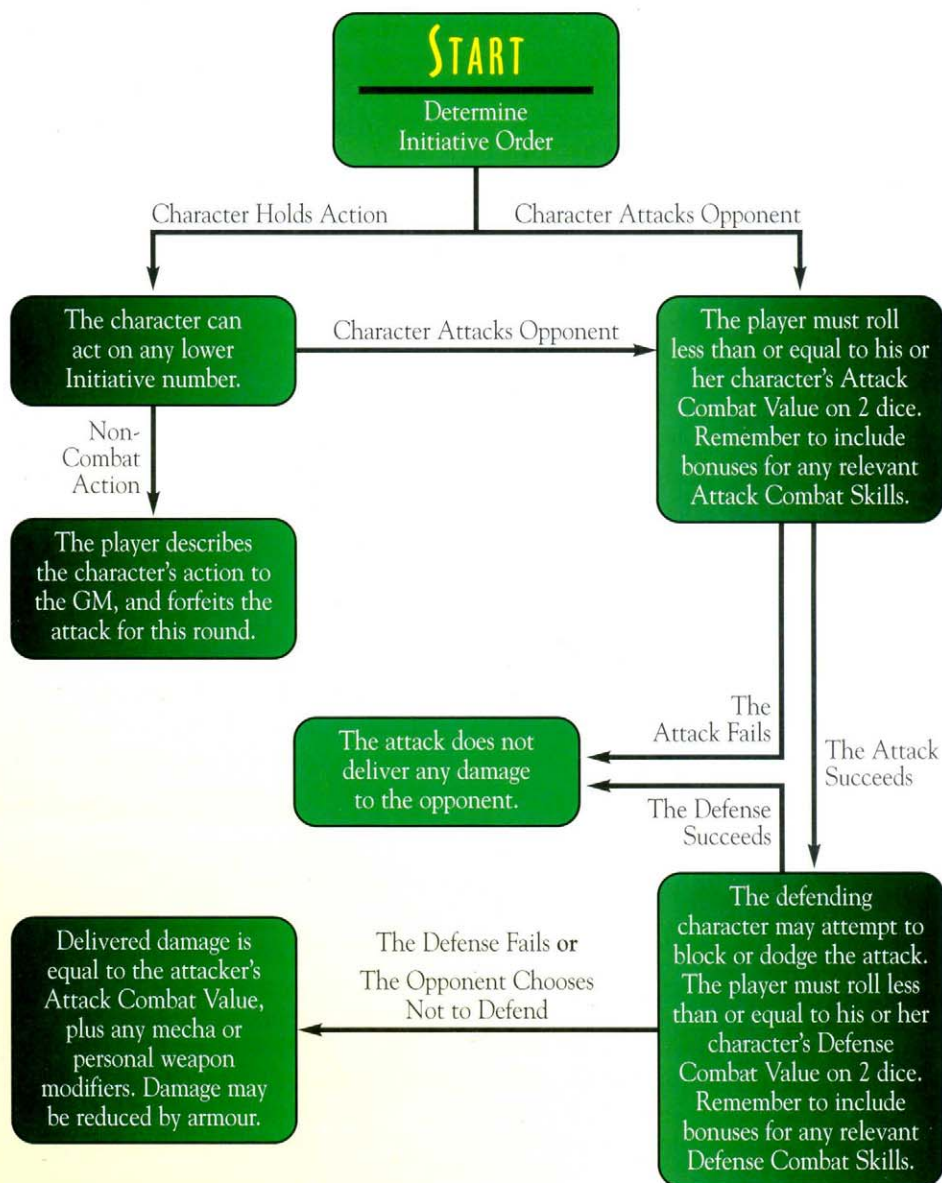 START
Determine
Initiative Order
Character Holds Action
Character Attacks Opponent
The character can
act on any lower
Initiative number.
Character Attacks Opponent
The player must roll
less than or equal to his or
her character's Attack
Combat Value on 2 dice.
Remember to include
bonuses for any relevant
Attack Combat Skills.
Non-
Combat
Action
The player describes
the character's action to
the GM, and forfeits the
attack for this round.
The
Attack Fails
The Attack
Succeeds
The attack does not
deliver any damage
to the opponent.
The Defense
Succeeds
The defending
character may attempt to
block or dodge the attack.
The player must roll less
than or equal to his or her
character's Defense
Combat Value on 2 dice.
Remember to include
bonuses for any relevant
Defense Combat Skills.
The Defense Fails or
The Opponent Chooses
Not to Defend
Delivered damage is
equal to the attacker's
Attack Combat Value,
plus any mecha or
personal weapon
modifiers. Damage may
be reduced by armour.